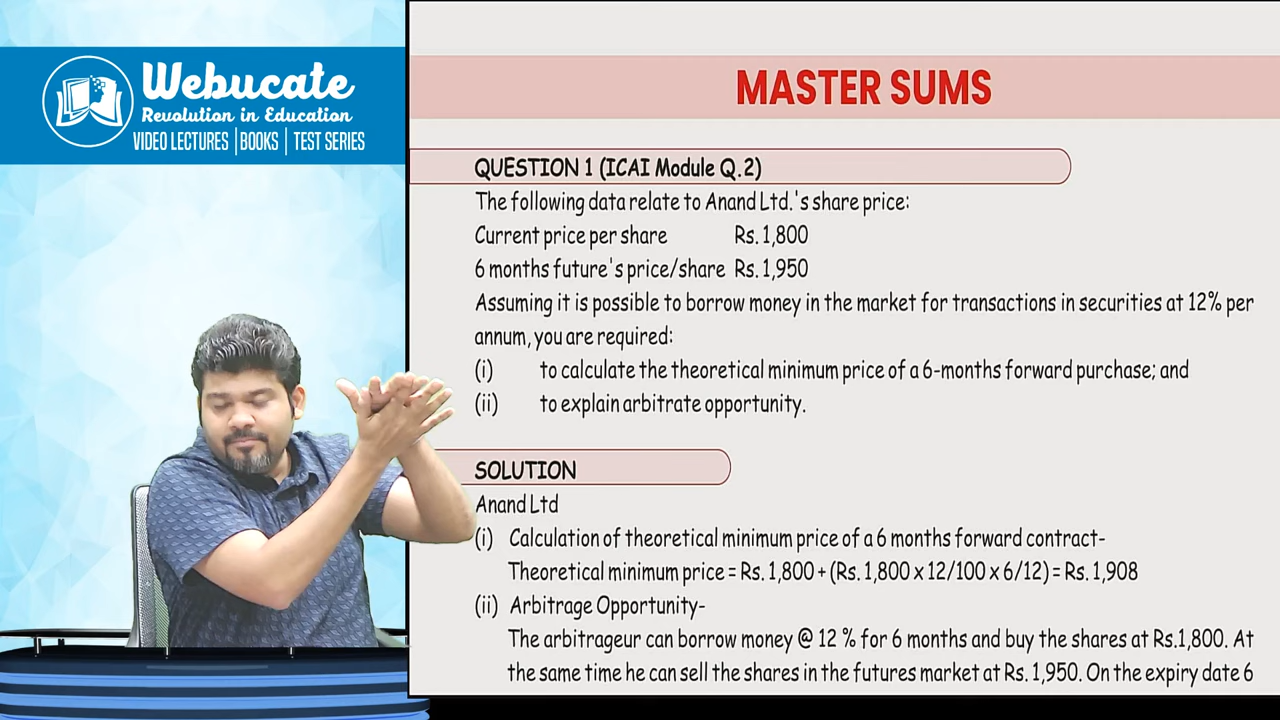 Webucate
Revolution in Education
VIDEO LECTURES | BOOKS | TEST SERIES
MASTER SUMS
QUESTION 1 (ICAI Module Q.2)
The following data relate to Anand Ltd.'s share price:
Current price per share Rs. 1,800
6 months future's price/share Rs. 1,950
Assuming it is possible to borrow money in the market for transactions in securities at 12% per
annum, you are required:
(i) to calculate the theoretical minimum price of a 6-months forward purchase; and
(ii) to explain arbitrate opportunity.
SOLUTION
Anand Ltd
(i) Calculation of theoretical minimum price of a 6 months forward contract-
Theoretical minimum price = Rs. 1,800 + (Rs. 1,800 x 12/100 x 6/12) = Rs. 1,908
(ii) Arbitrage Opportunity-
The arbitrageur can borrow money @ 12 % for 6 months and buy the shares at Rs.1,800. At
the same time he can sell the shares in the futures market at Rs. 1,950. On the expiry date 6